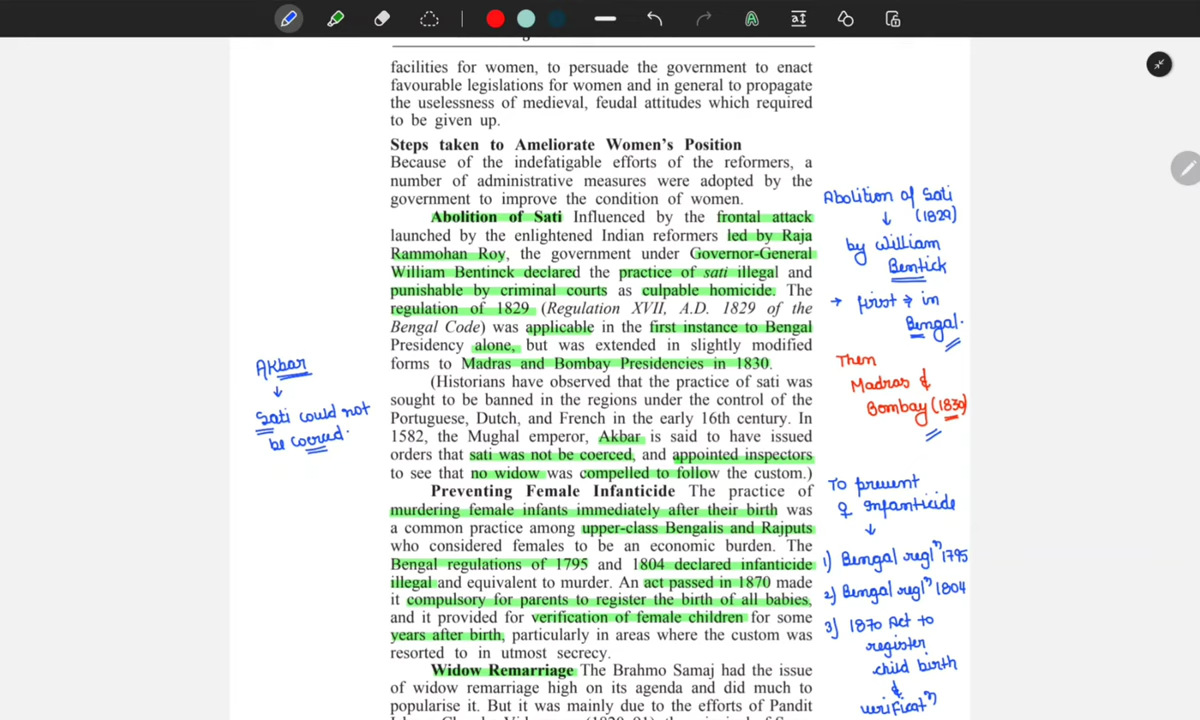 facilities for women, to persuade the government to enact
favourable legislations for women and in general to propagate
the uselessness of medieval, feudal attitudes which required
to be given up.
Steps taken to Ameliorate Women's Position
Because of the indefatigable efforts of the reformers, a
number of administrative measures were adopted by the
government to improve the condition of women.
Abolition of Sati Influenced by the frontal attack
launched by the enlightened Indian reformers led by Raja
Rammohan Roy, the government under Governor-General
William Bentinck declared the practice of sati illegal and
punishable by criminal courts as culpable homicide. The
regulation of 1829 (Regulation XVII, A.D. 1829 of the
Bengal Code) was applicable in the first instance to Bengal
Presidency alone, but was extended in slightly modified
forms to Madras and Bombay Presidencies in 1830.
(Historians have observed that the practice of sati was
sought to be banned in the regions under the control of the
Portuguese, Dutch, and French in the early 16th century. In
1582, the Mughal emperor, Akbar is said to have issued
orders that sati was not be coerced, and appointed inspectors
to see that no widow was compelled to follow the custom.)
Preventing Female Infanticide The practice of
murdering female infants immediately after their birth was
a common practice among upper-class Bengalis and Rajputs
who considered females to be an economic burden. The
Bengal regulations of 1795 and 1804 declared infanticide
illegal and equivalent to murder. An act passed in 1870 made
it compulsory for parents to register the birth of all babies,
and it provided for verification of female children for some
years after birth, particularly in areas where the custom was
resorted to in utmost secrecy.
Widow Remarriage The Brahmo Samaj had the issue
of widow remarriage high on its agenda and did much to
popularise it. But it was mainly due to the efforts of Pandit
Akbar
↓
Sati could not
be
Abolition of Sati
↓ (1829)
by William
Bentick
→ first → in
Bengal.
Then
Madras &
Bombay (1830)
To prevent
♀ Infanticide
↓
1) Bengal reglⁿ 1795
2) Bengal reglⁿ 1804
3) 1870 Act to
register
child birth
&
verificatⁿ